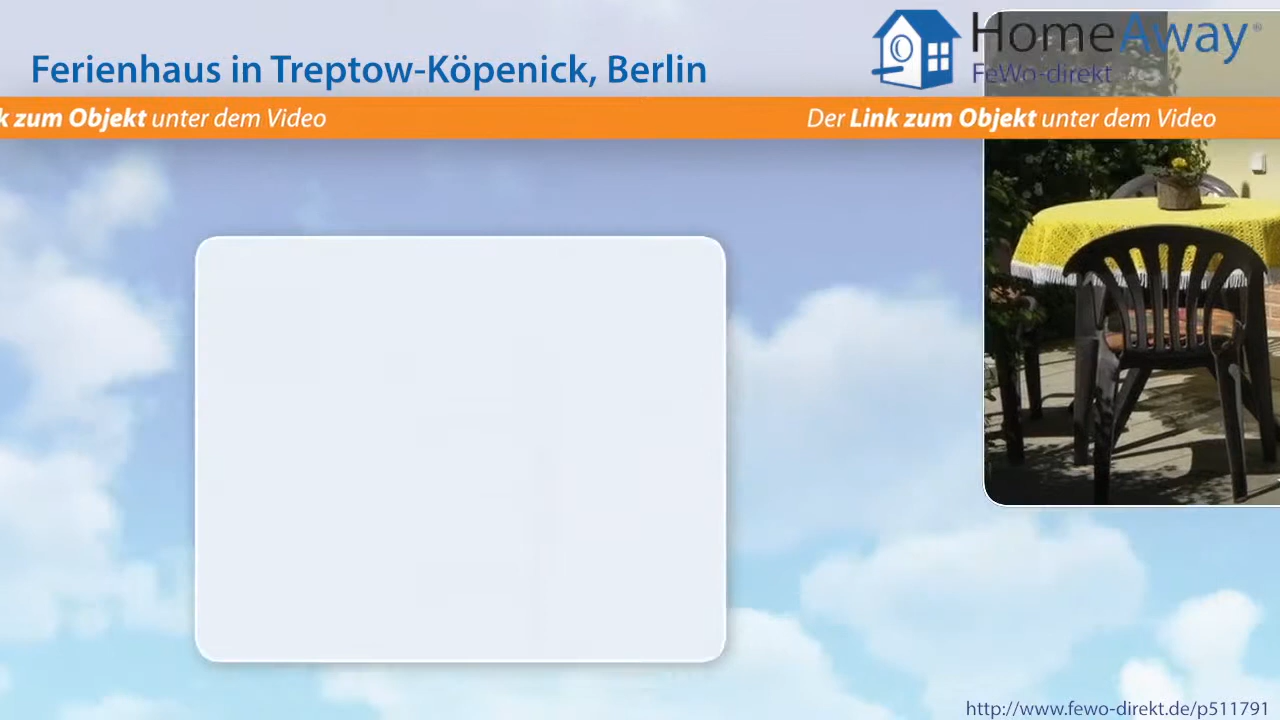 HomeAway®
FeWo-direkt
Ferienhaus in Treptow-Köpenick, Berlin
k zum Objekt unter dem Video
Der Link zum Objekt unter dem Video
http://www.fewo-direkt.de/p511791